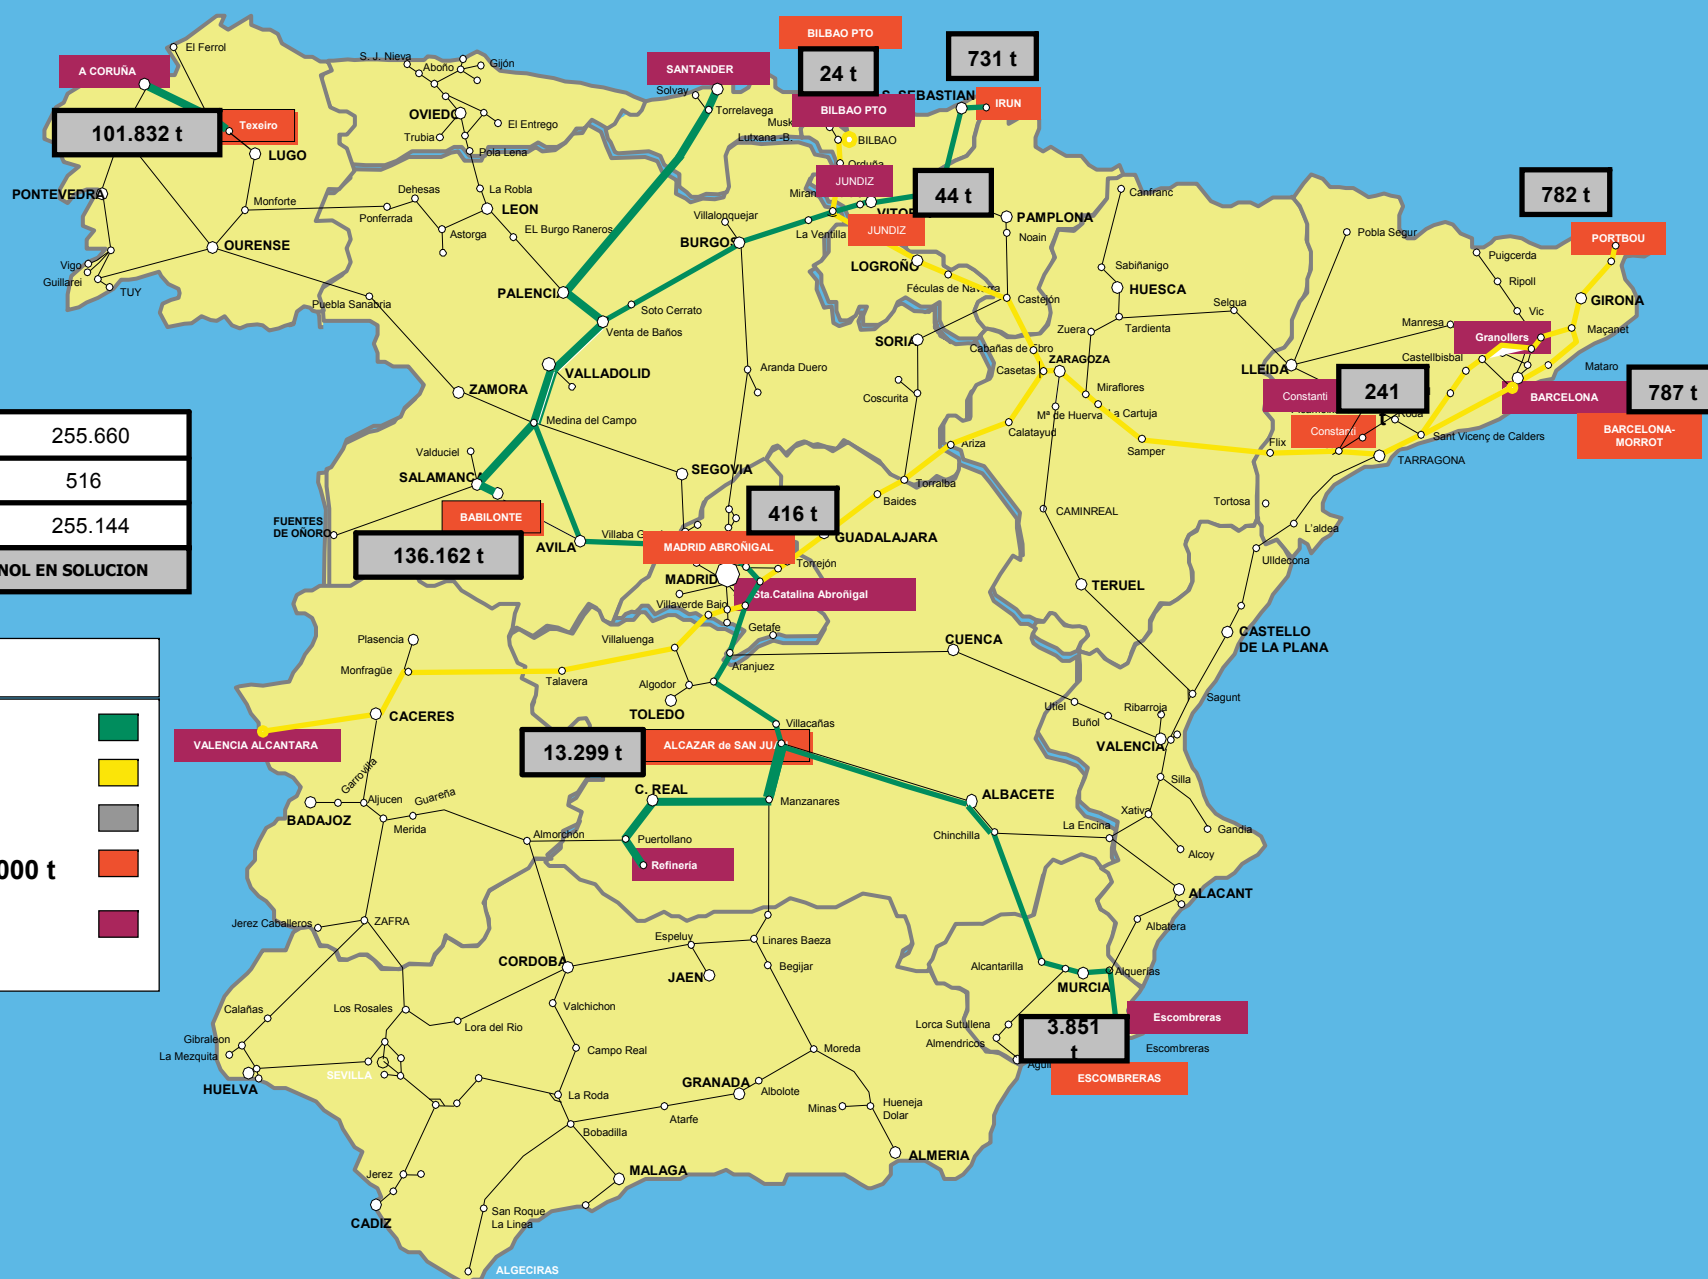 BILBAO PTO
El Ferrol
A CORUÑA
S. J. Nieva
Aboño
Gijón
SANTANDER
24 t
731 t
Solvay
Torrelavega
BILBAO PTO
S. SEBASTIAN
IRUN
101.832 t
Texeiro
OVIEDO
El Entrego
Trubia
Musk
Lutxana -B.
BILBAO
LUGO
Pola Lena
Orduña
PONTEVEDRA
Dehesas
La Robla
JUNDIZ
Miran
44 t
Canfranc
782 t
Monforte
Ponferrada
LEON
Villalonquejar
VITORIA
PAMPLONA
Astorga
EL Burgo Raneros
BURGOS
La Ventilla
JUNDIZ
Noain
Pobla Segur
PORTBOU
OURENSE
Vigo
Guillarei
TUY
LOGROÑO
Sabiñanigo
Puigcerda
Puebla Sanabria
PALENCIA
Féculas de Navarra
HUESCA
Ripoll
Soto Cerrato
Castejón
Selgua
GIRONA
Venta de Baños
SORIA
Zuera
Tardienta
Vic
Manresa
Maçanet
Granollers
Cabañas de Ebro
ZARAGOZA
Castellbisbal
VALLADOLID
Aranda Duero
Casetas
LLEIDA
Mataro
ZAMORA
Coscurita
Miraflores
Constanti
241
t
BARCELONA
787 t
Medina del Campo
Mª de Huerva
La Cartuja
Roda
255.660
Calatayud
Constanti
BARCELONA-
MORROT
Valduciel
Ariza
Samper
Flix
Sant Vicenç de Calders
TARRAGONA
516
SALAMANCA
SEGOVIA
Torralba
Baides
Tortosa
255.144
BABILONTE
416 t
CAMINREAL
FUENTES
DE OÑORO
L'aldea
AVILA
GUADALAJARA
136.162 t
MADRID ABROÑIGAL
Ulldecona
NOL EN SOLUCION
Torrejón
MADRID
TERUEL
Sta.Catalina Abroñigal
Villaverde Bajo
Getafe
Plasencia
Villaluenga
CUENCA
CASTELLO
DE LA PLANA
Monfragüe
Talavera
Aranjuez
Algodor
Sagunt
CACERES
TOLEDO
Utiel
Ribarroja
Buñol
Villacañas
VALENCIA ALCANTARA
13.299 t
ALCAZAR de SAN JUAN
VALENCIA
Garrovilla
Silla
C. REAL
Aljucen
Guareña
Manzanares
ALBACETE
BADAJOZ
Merida
Xativa
Almorchón
Puertollano
Chinchilla
La Encina
Gandia
Alcoy
000 t
Refinería
ALACANT
Jerez Caballeros
ZAFRA
Albatera
Espeluy
Linares Baeza
CORDOBA
JAEN
Begijar
Alcantarilla
MURCIA
Alquerias
Calañas
Los Rosales
Valchichon
Lora del Rio
Lorca Sutullena
3.851
t
Escombreras
Gibraleon
La Mezquita
Campo Real
Almendricos
Escombreras
Moreda
HUELVA
SEVILLA
GRANADA
ESCOMBRERAS
La Roda
Albolote
Minas
Hueneja
Dolar
Atarfe
Bobadilla
ALMERIA
Jerez
MALAGA
CADIZ
San Roque
La Linea
ALGECIRAS